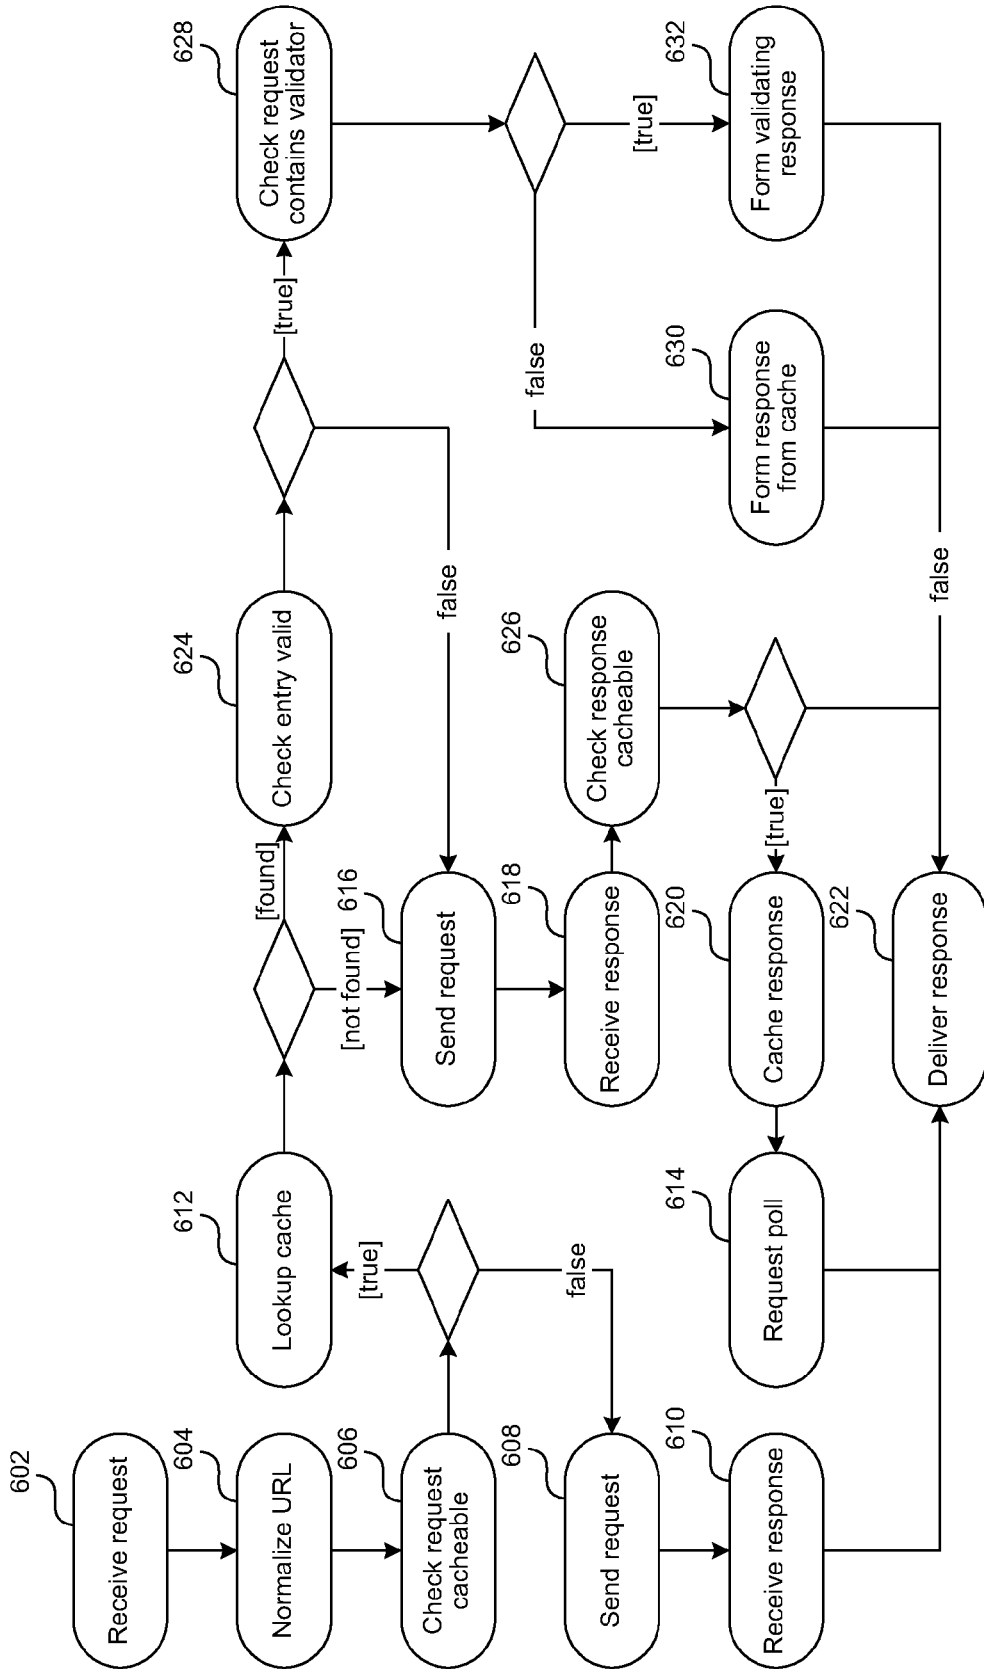 602
Receive request
604
Normalize URL
606
Check request
cacheable
[true]
false
608
Send request
610
Receive response
612
Lookup cache
[found]
[not found]
624
Check entry valid
[true]
false
616
Send request
618
Receive response
626
Check response
cacheable
[true]
false
620
Cache response
614
Request poll
622
Deliver response
628
Check request
contains validator
false
[true]
630
Form response
from cache
632
Form validating
response